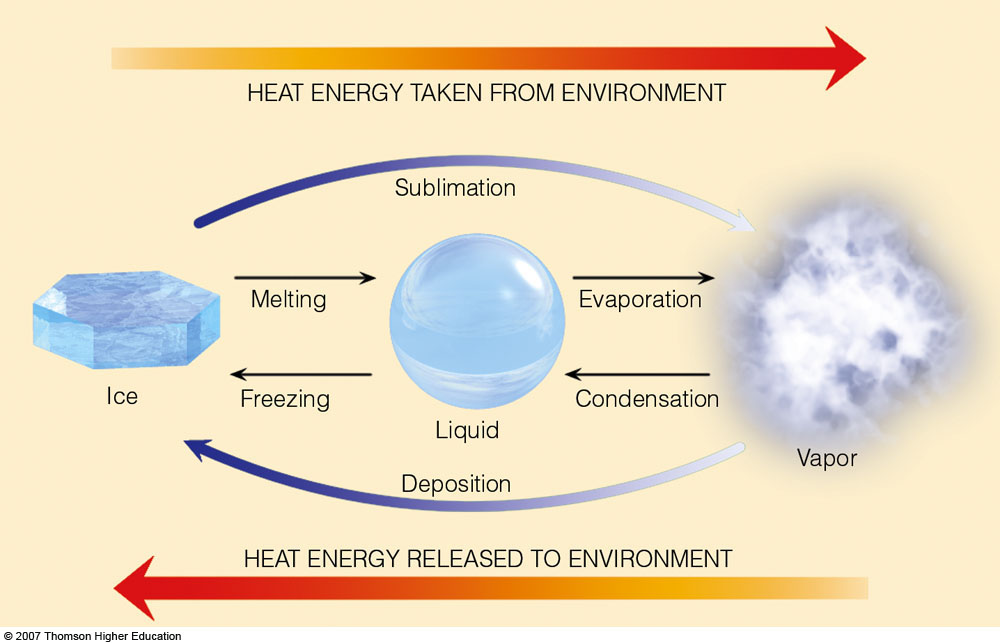 HEAT ENERGY TAKEN FROM ENVIRONMENT
Sublimation
Melting
Evaporation
Ice
Freezing
Condensation
Liquid
Vapor
Deposition
HEAT ENERGY RELEASED TO ENVIRONMENT
© 2007 Thomson Higher Education